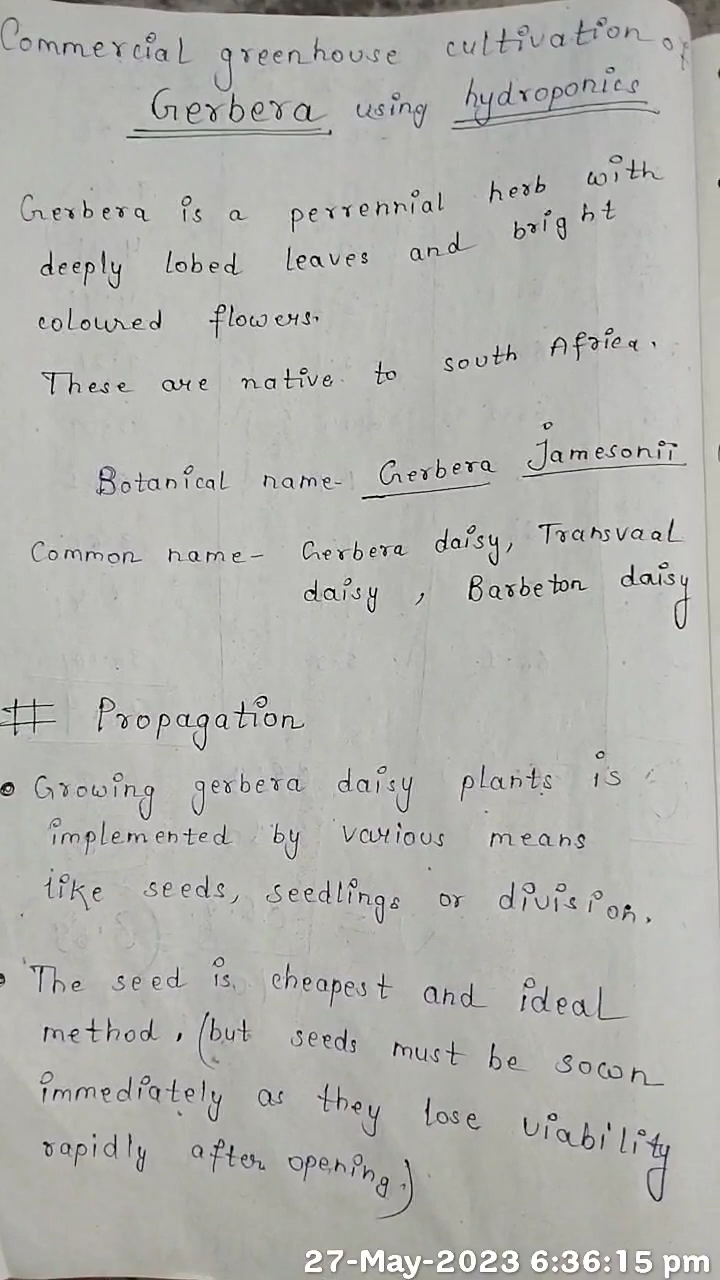 Commercial greenhouse cultivation of
Gerbera using hydroponics
Gerbera is a perrennial herb with
deeply lobed leaves and bright
coloured flowers.
These are native to south Africa.
Botanical name- Gerbera Jamesonii
Common name- Gerbera daisy, Transvaal
daisy, Barbeton daisy
# Propagation
• Growing gerbera daisy plants is
implemented by various means
like seeds, seedlings or division.
• The seed is cheapest and ideal
method, (but seeds must be sown
immediately as they lose viability
rapidly after opening.)
27-May-2023 6:36:15 pm